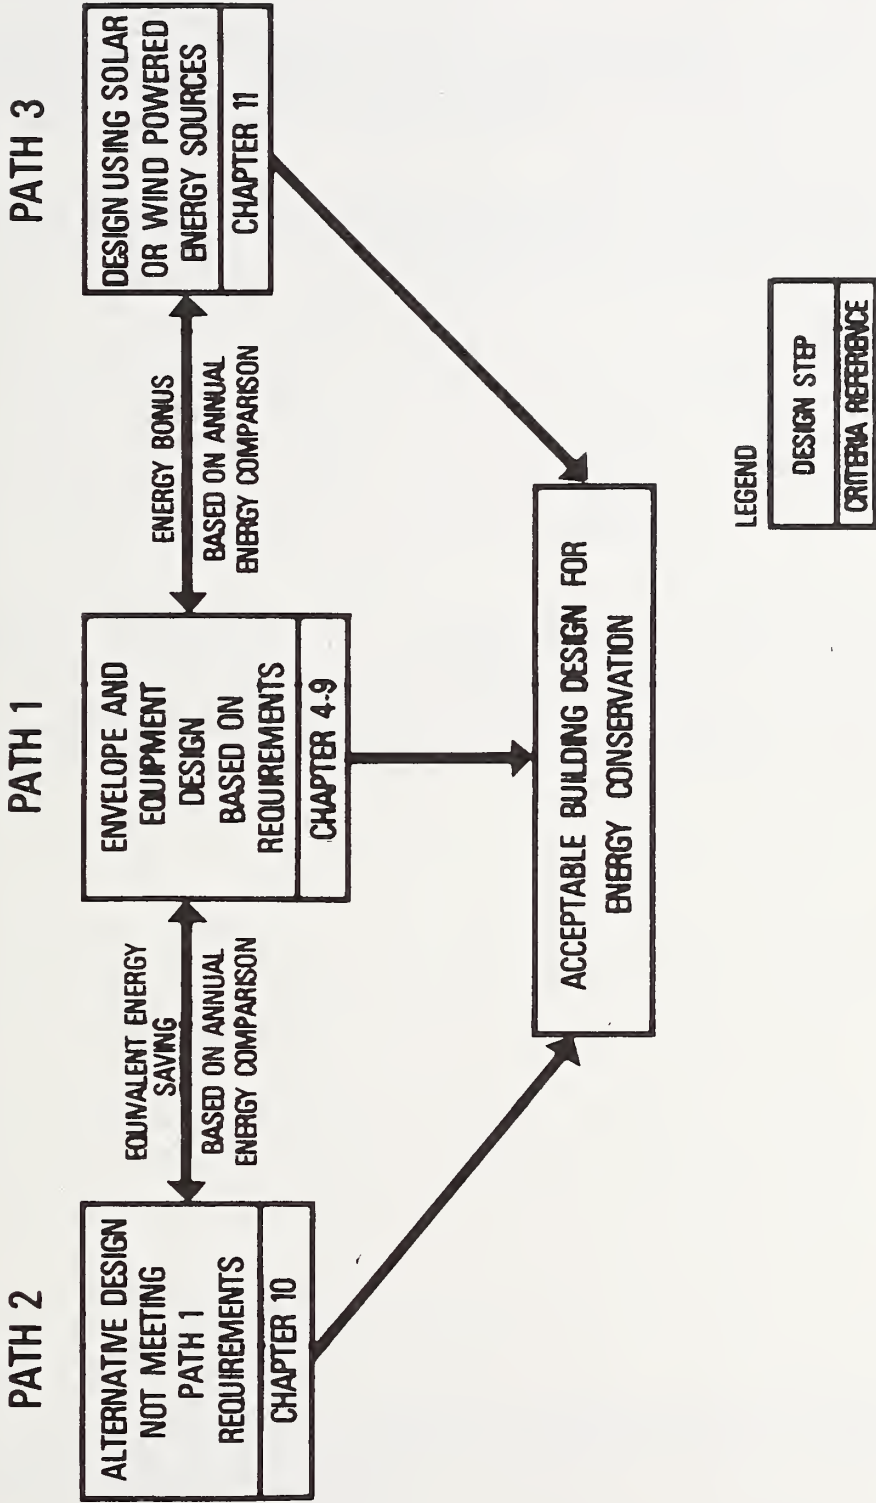 PATH 2
ALTERNATIVE DESIGN
NOT MEETING
PATH 1
REQUIREMENTS
CHAPTER 10
EQUIVALENT ENERGY
SAVING
BASED ON ANNUAL
ENERGY COMPARISON
PATH 1
ENVELOPE AND
EQUIPMENT
DESIGN
BASED ON
REQUIREMENTS
CHAPTER 4-9
ENERGY BONUS
BASED ON ANNUAL
ENERGY COMPARISON
PATH 3
DESIGN USING SOLAR
OR WIND POWERED
ENERGY SOURCES
CHAPTER 11
ACCEPTABLE BUILDING DESIGN FOR
ENERGY CONSERVATION
LEGEND
DESIGN STEP
CRITERIA REFERENCE